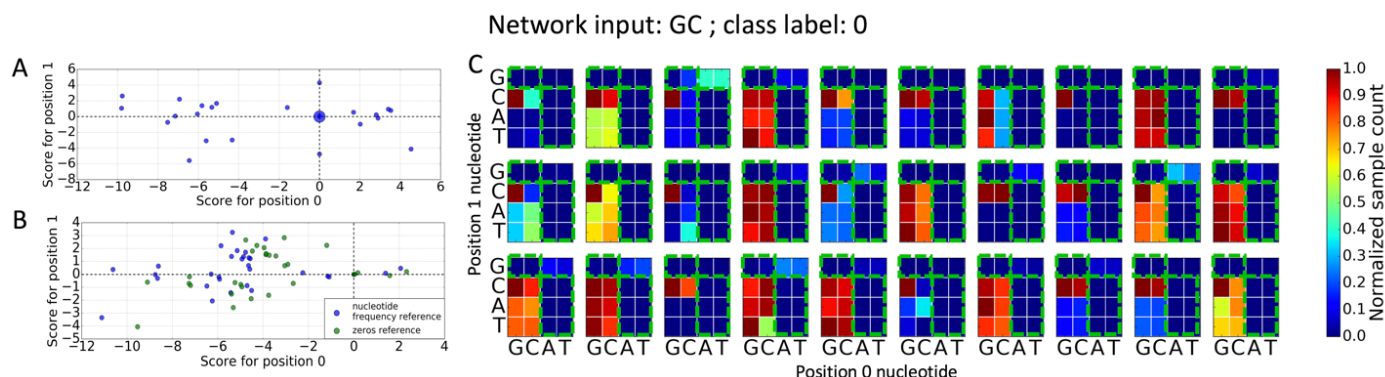 Network input: GC ; class label: 0
A
Score for position 1
6
4
2
0
−2
−4
−6
−8
−12
−10
−8
−6
−4
−2
0
2
4
6
Score for position 0
B
Score for position 1
4
3
2
1
0
−1
−2
−3
−4
−5
−12
−10
−8
−6
−4
−2
0
2
4
Score for position 0
nucleotide
frequency reference
zeros reference
C
Position 1 nucleotide
G
C
A
T
G
C
A
T
G
C
A
T
GCAT GCAT GCAT GCAT GCAT GCAT GCAT GCAT GCAT GCAT
Position 0 nucleotide
1.0
0.9
0.8
0.7
0.6
0.5
0.4
0.3
0.2
0.1
0.0
Normalized sample count